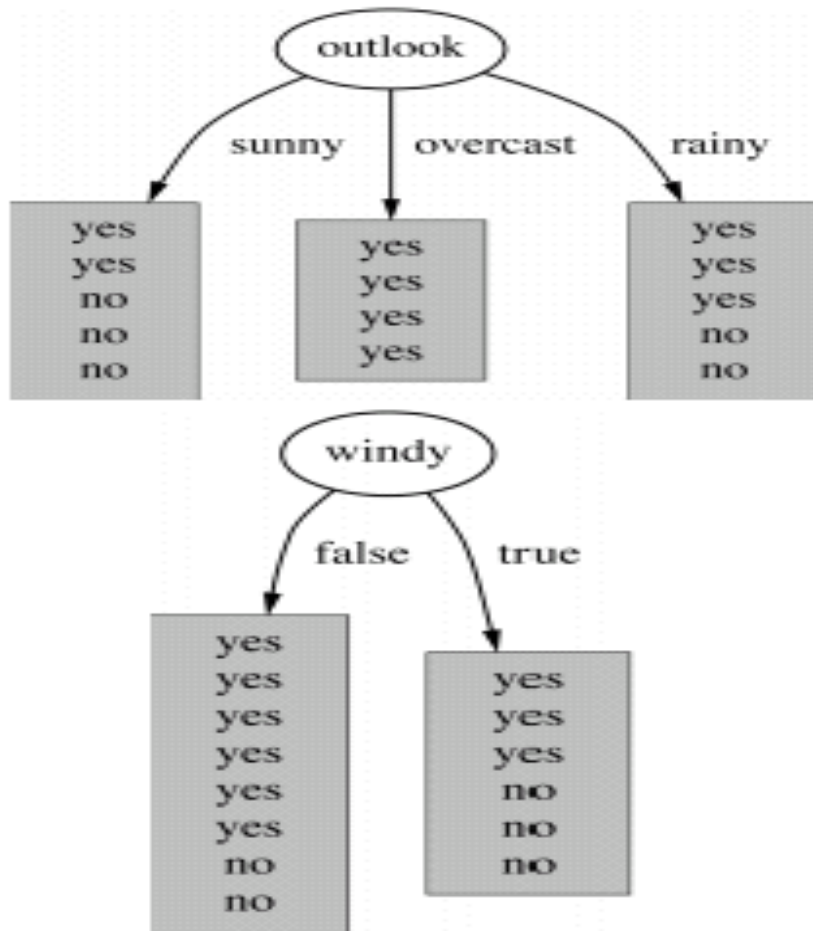 outlook
sunny overcast rainy
yes
yes
no
no
no
yes
yes
yes
yes
yes
yes
yes
no
no
windy
false true
yes
yes
yes
yes
yes
yes
no
no
yes
yes
yes
no
no
no